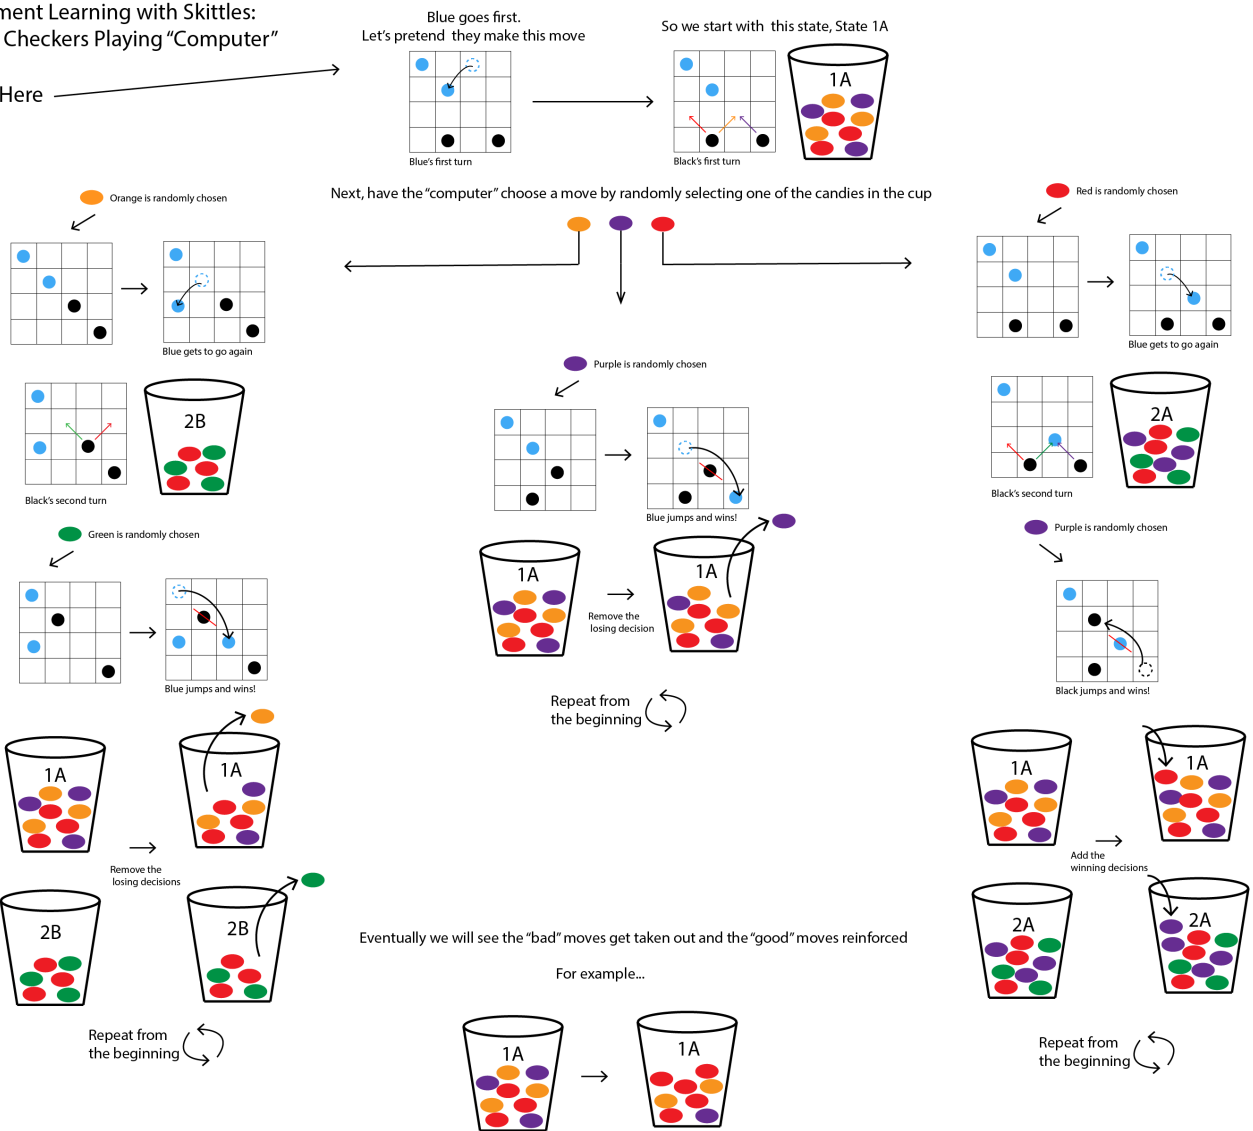 ment Learning with Skittles:
Checkers Playing “Computer”
Here
Blue goes first.
Let’s pretend they make this move
So we start with this state, State 1A
1A
Blue’s first turn
Black’s first turn
Next, have the “computer” choose a move by randomly selecting one of the candies in the cup
Orange is randomly chosen
Blue gets to go again
2B
Black’s second turn
Green is randomly chosen
Blue jumps and wins!
1A
1A
Remove the
losing decisions
2B
2B
Repeat from
the beginning
Purple is randomly chosen
Blue jumps and wins!
1A
1A
Remove the
losing decision
Repeat from
the beginning
Red is randomly chosen
Blue gets to go again
2A
Black’s second turn
Purple is randomly chosen
Black jumps and wins!
1A
1A
Add the
winning decisions
2A
2A
Repeat from
the beginning
Eventually we will see the “bad” moves get taken out and the “good” moves reinforced
For example...
1A
1A